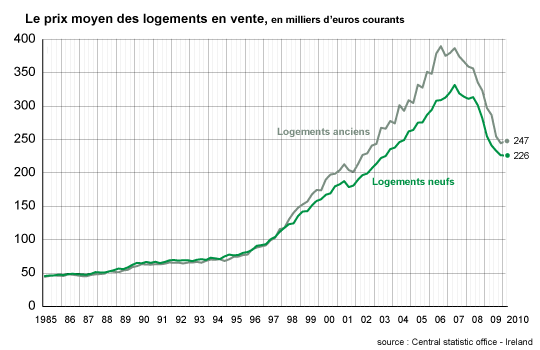 Le prix moyen des logements en vente, en milliers d'euros courants
400
350
300
250
200
150
100
50
0
Logements anciens
Logements neufs
247
226
1985 86 87 88 89 90 91 92 93 94 95 96 97 98 99 00 01 02 03 04 05 06 07 08 09 2010
source : Central statistic office - Ireland